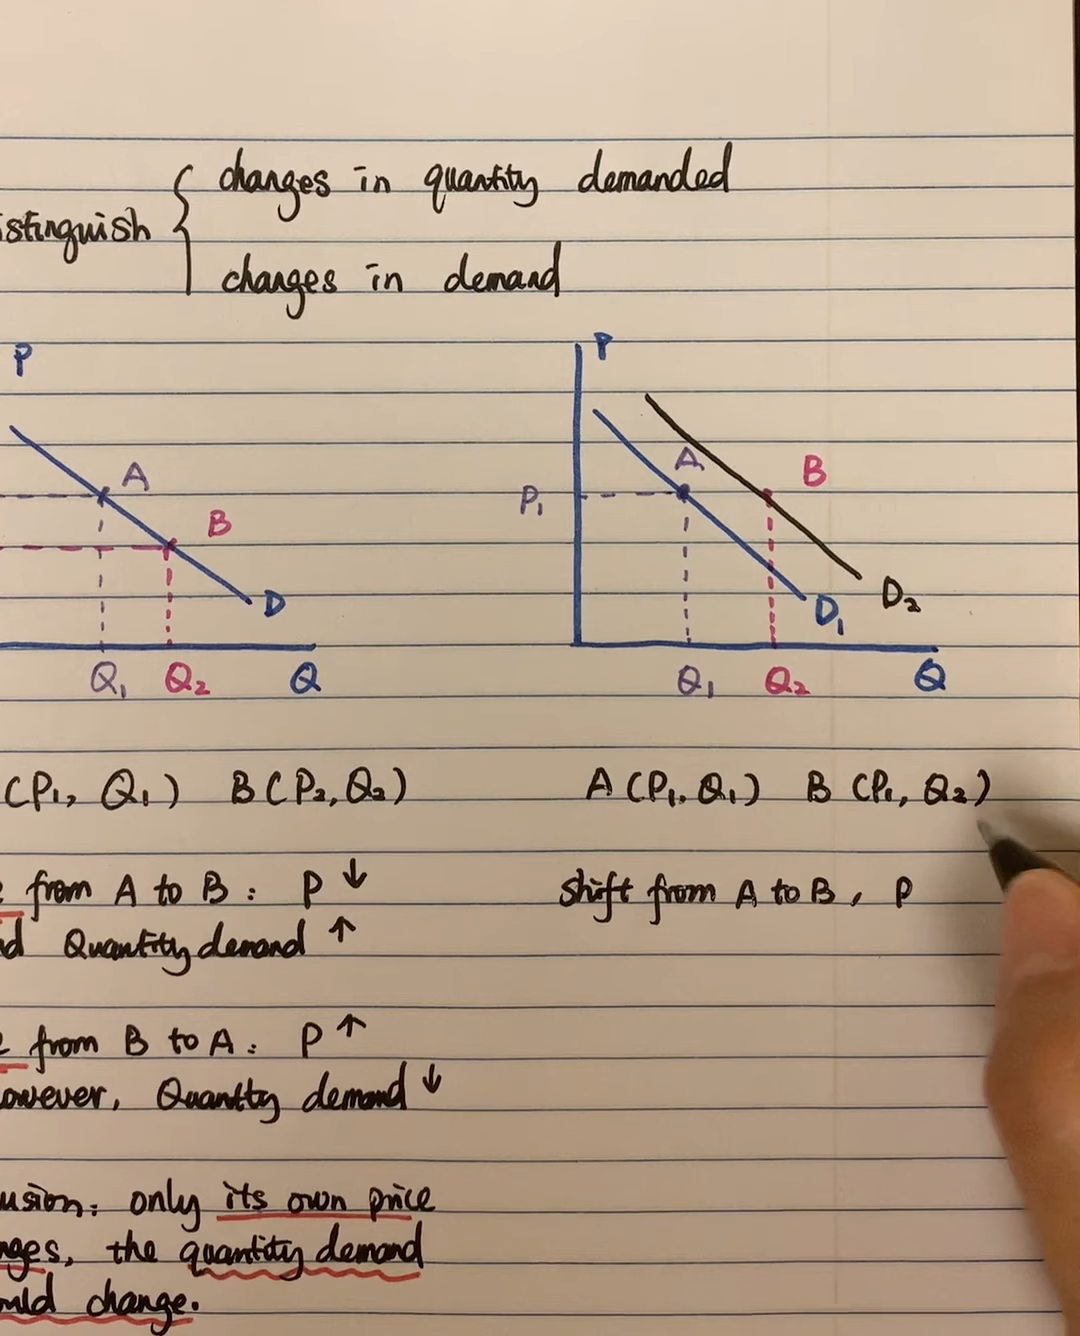 istinguish { changes in quantity demanded
changes in demand
P
A
B
D
Q₁ Q₂ Q
P
A B
P₁
D₂
D₁
Q₁ Q₂ Q
(P₁, Q₁) B(P₂, Q₂)
A(P₁, Q₁) B (P₁, Q₂)
from A to B: P ↓
Quantity demand ↑
shift from A to B, P
from B to A: P ↑
owever, Quantity demand ↓
usion: only its own price
nges, the quantity demand
uld change.